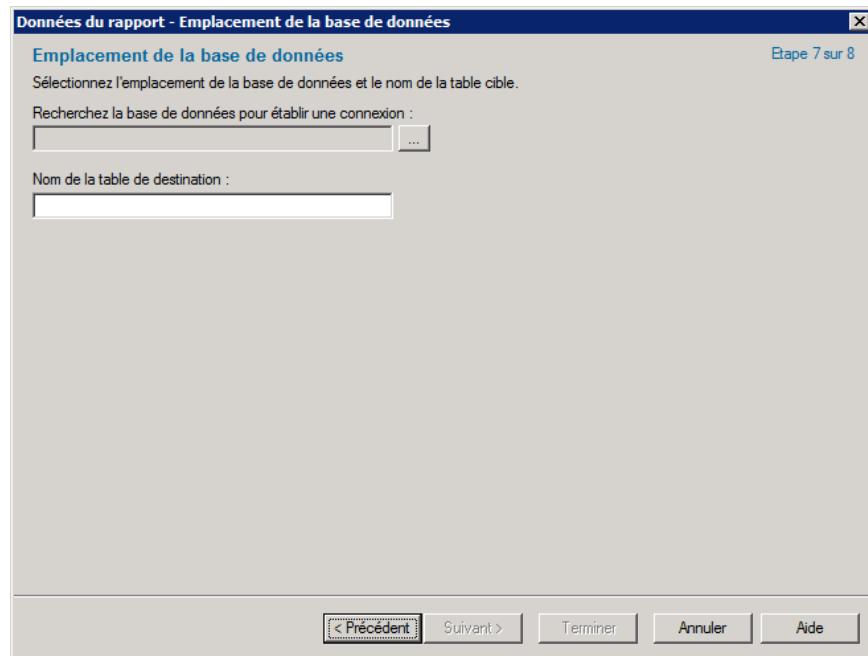 Données du rapport - Emplacement de la base de données
Emplacement de la base de données
Etape 7 sur 8
Sélectionnez l'emplacement de la base de données et le nom de la table cible.
Recherchez la base de données pour établir une connexion :
...
Nom de la table de destination :
< Précédent
Suivant >
Terminer
Annuler
Aide